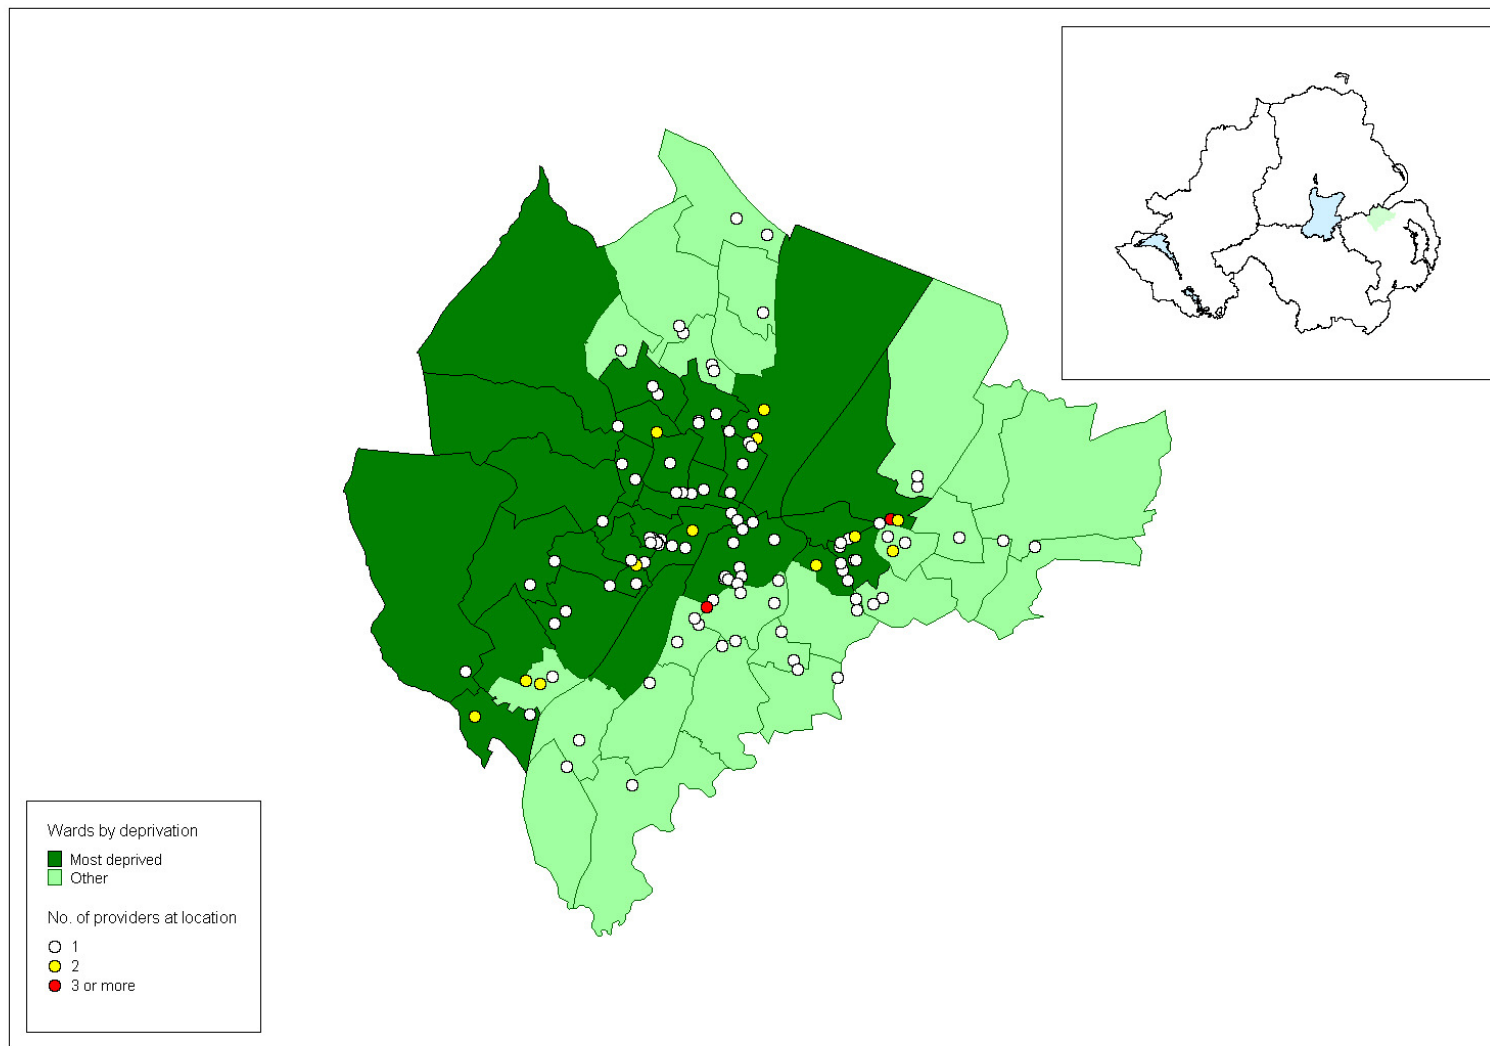 Wards by deprivation
Most deprived
Other
No. of providers at location
1
2
3 or more